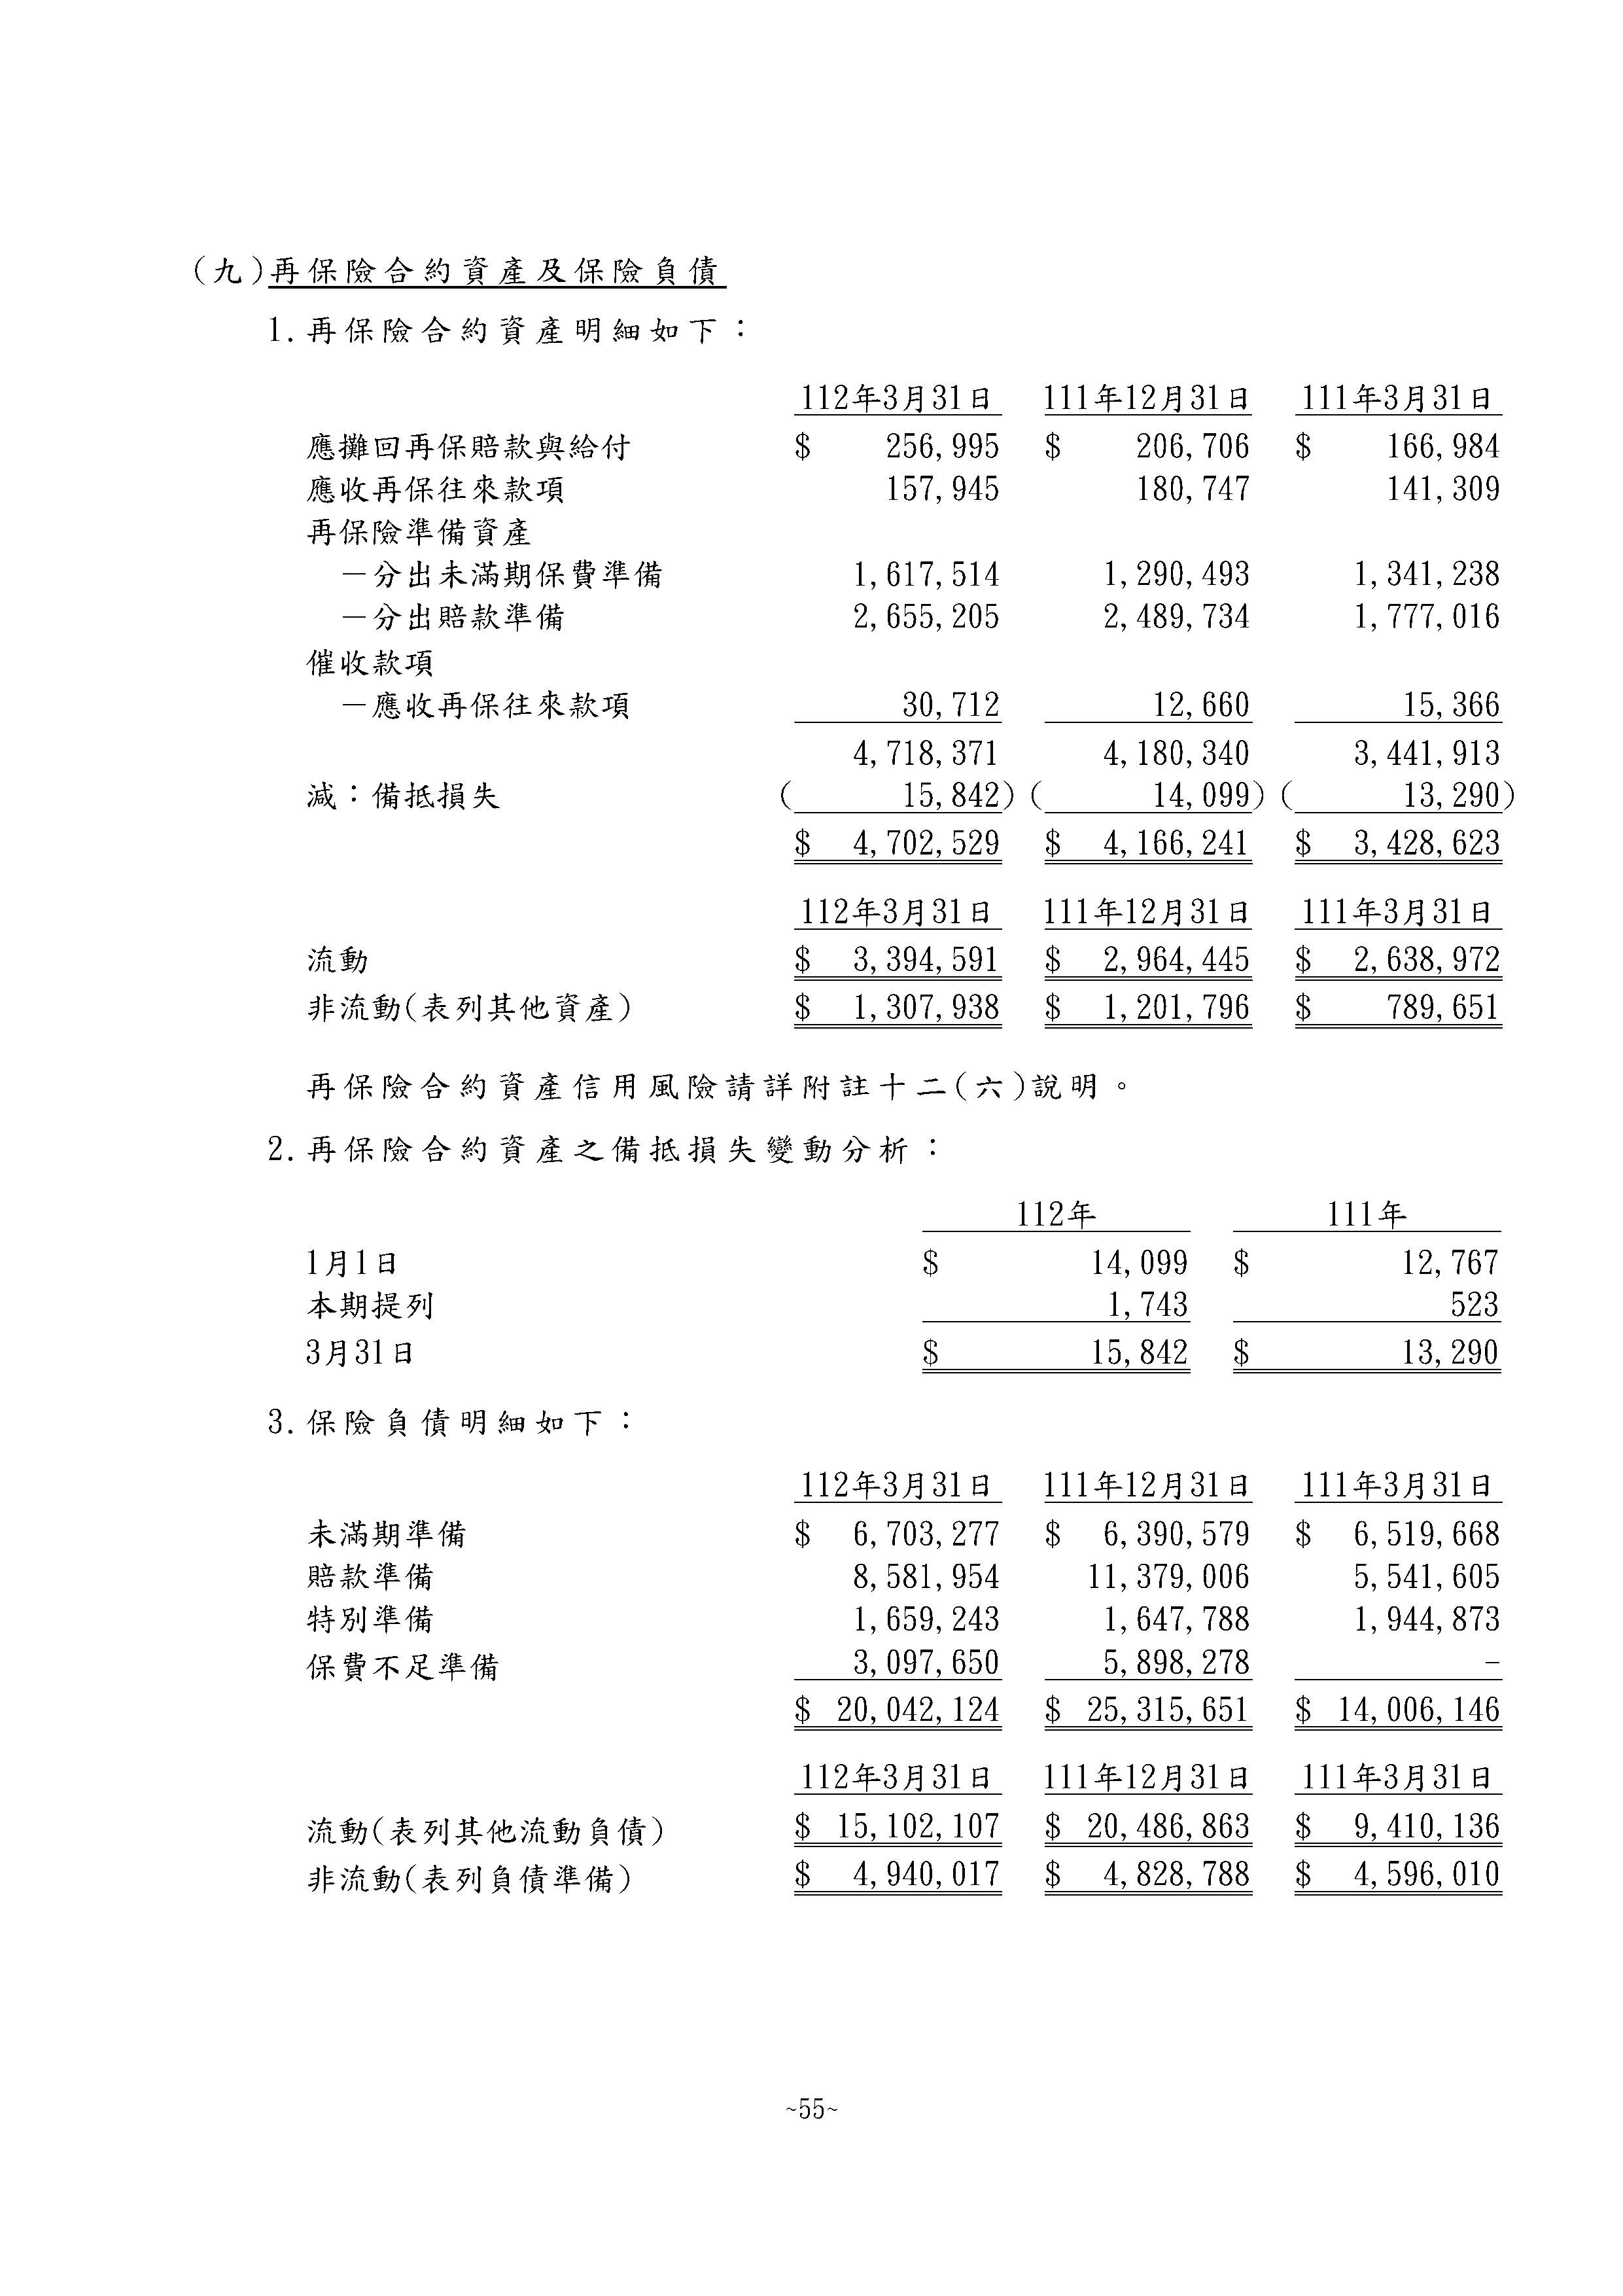 (九)再保險合約資產及保險負債
1.再保險合約資產明細如下：
112年3月31日 111年12月31日 111年3月31日
應攤回再保賠款與給付 $ 256,995 $ 206,706 $ 166,984
應收再保往來款項 157,945 180,747 141,309
再保險準備資產
－分出未滿期保費準備 1,617,514 1,290,493 1,341,238
－分出賠款準備 2,655,205 2,489,734 1,777,016
催收款項
－應收再保往來款項 30,712 12,660 15,366
4,718,371 4,180,340 3,441,913
減：備抵損失 ( 15,842) ( 14,099) ( 13,290)
$ 4,702,529 $ 4,166,241 $ 3,428,623
112年3月31日 111年12月31日 111年3月31日
流動 $ 3,394,591 $ 2,964,445 $ 2,638,972
非流動(表列其他資產) $ 1,307,938 $ 1,201,796 $ 789,651
再保險合約資產信用風險請詳附註十二(六)說明。
2.再保險合約資產之備抵損失變動分析：
112年 111年
1月1日 $ 14,099 $ 12,767
本期提列 1,743 523
3月31日 $ 15,842 $ 13,290
3.保險負債明細如下：
112年3月31日 111年12月31日 111年3月31日
未滿期準備 $ 6,703,277 $ 6,390,579 $ 6,519,668
賠款準備 8,581,954 11,379,006 5,541,605
特別準備 1,659,243 1,647,788 1,944,873
保費不足準備 3,097,650 5,898,278 －
$ 20,042,124 $ 25,315,651 $ 14,006,146
112年3月31日 111年12月31日 111年3月31日
流動(表列其他流動負債) $ 15,102,107 $ 20,486,863 $ 9,410,136
非流動(表列負債準備) $ 4,940,017 $ 4,828,788 $ 4,596,010
~55~